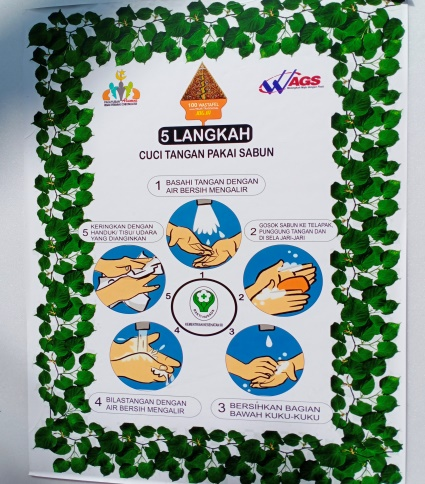 WAGS
5 LANGKAH
CUCI TANGAN PAKAI SABUN
1 BASAHI TANGAN DENGAN
AIR BERSIH MENGALIR
2 GOSOK SABUN KE TELAPAK,
PUNGGUNG TANGAN DAN
DI SELA JARI-JARI
3 BERSIHKAN BAGIAN
BAWAH KUKU-KUKU
4 BILASTANGAN DENGAN
AIR BERSIH MENGALIR
5 KERINGKAN DENGAN
HANDUK/ TISU/ UDARA
YANG DIANGINKAN
1
2
3
4
5